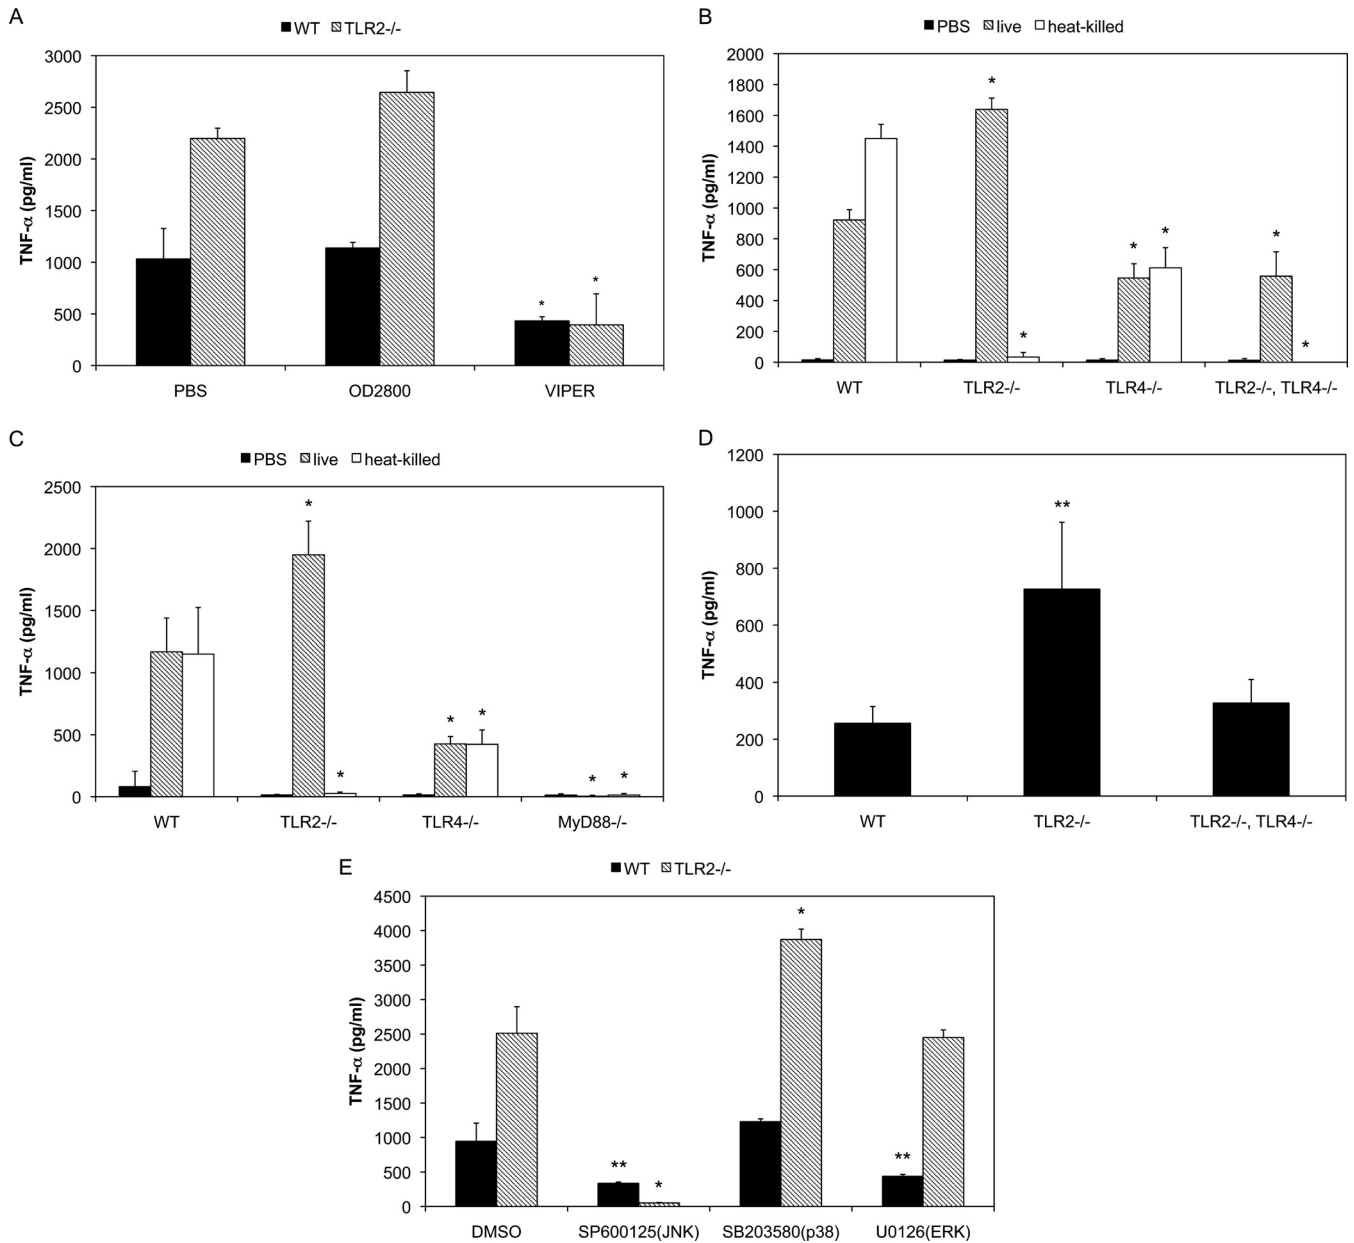 A
WT TLR2-/-
3000
2500
2000
1500
1000
500
0
TNF-α (pg/ml)
* *
PBS OD2800 VIPER
B
PBS live heat-killed
2000
1800
1600
1400
1200
1000
800
600
400
200
0
TNF-α (pg/ml)
* * * * * *
WT TLR2-/- TLR4-/- TLR2-/-, TLR4-/-
C
PBS live heat-killed
2500
2000
1500
1000
500
0
TNF-α (pg/ml)
* * * * * *
WT TLR2-/- TLR4-/- MyD88-/-
D
1200
1000
800
600
400
200
0
TNF-α (pg/ml)
**
WT TLR2-/- TLR2-/-, TLR4-/-
E
WT TLR2-/-
4500
4000
3500
3000
2500
2000
1500
1000
500
0
TNF-α (pg/ml)
** * * **
DMSO SP600125(JNK) SB203580(p38) U0126(ERK)